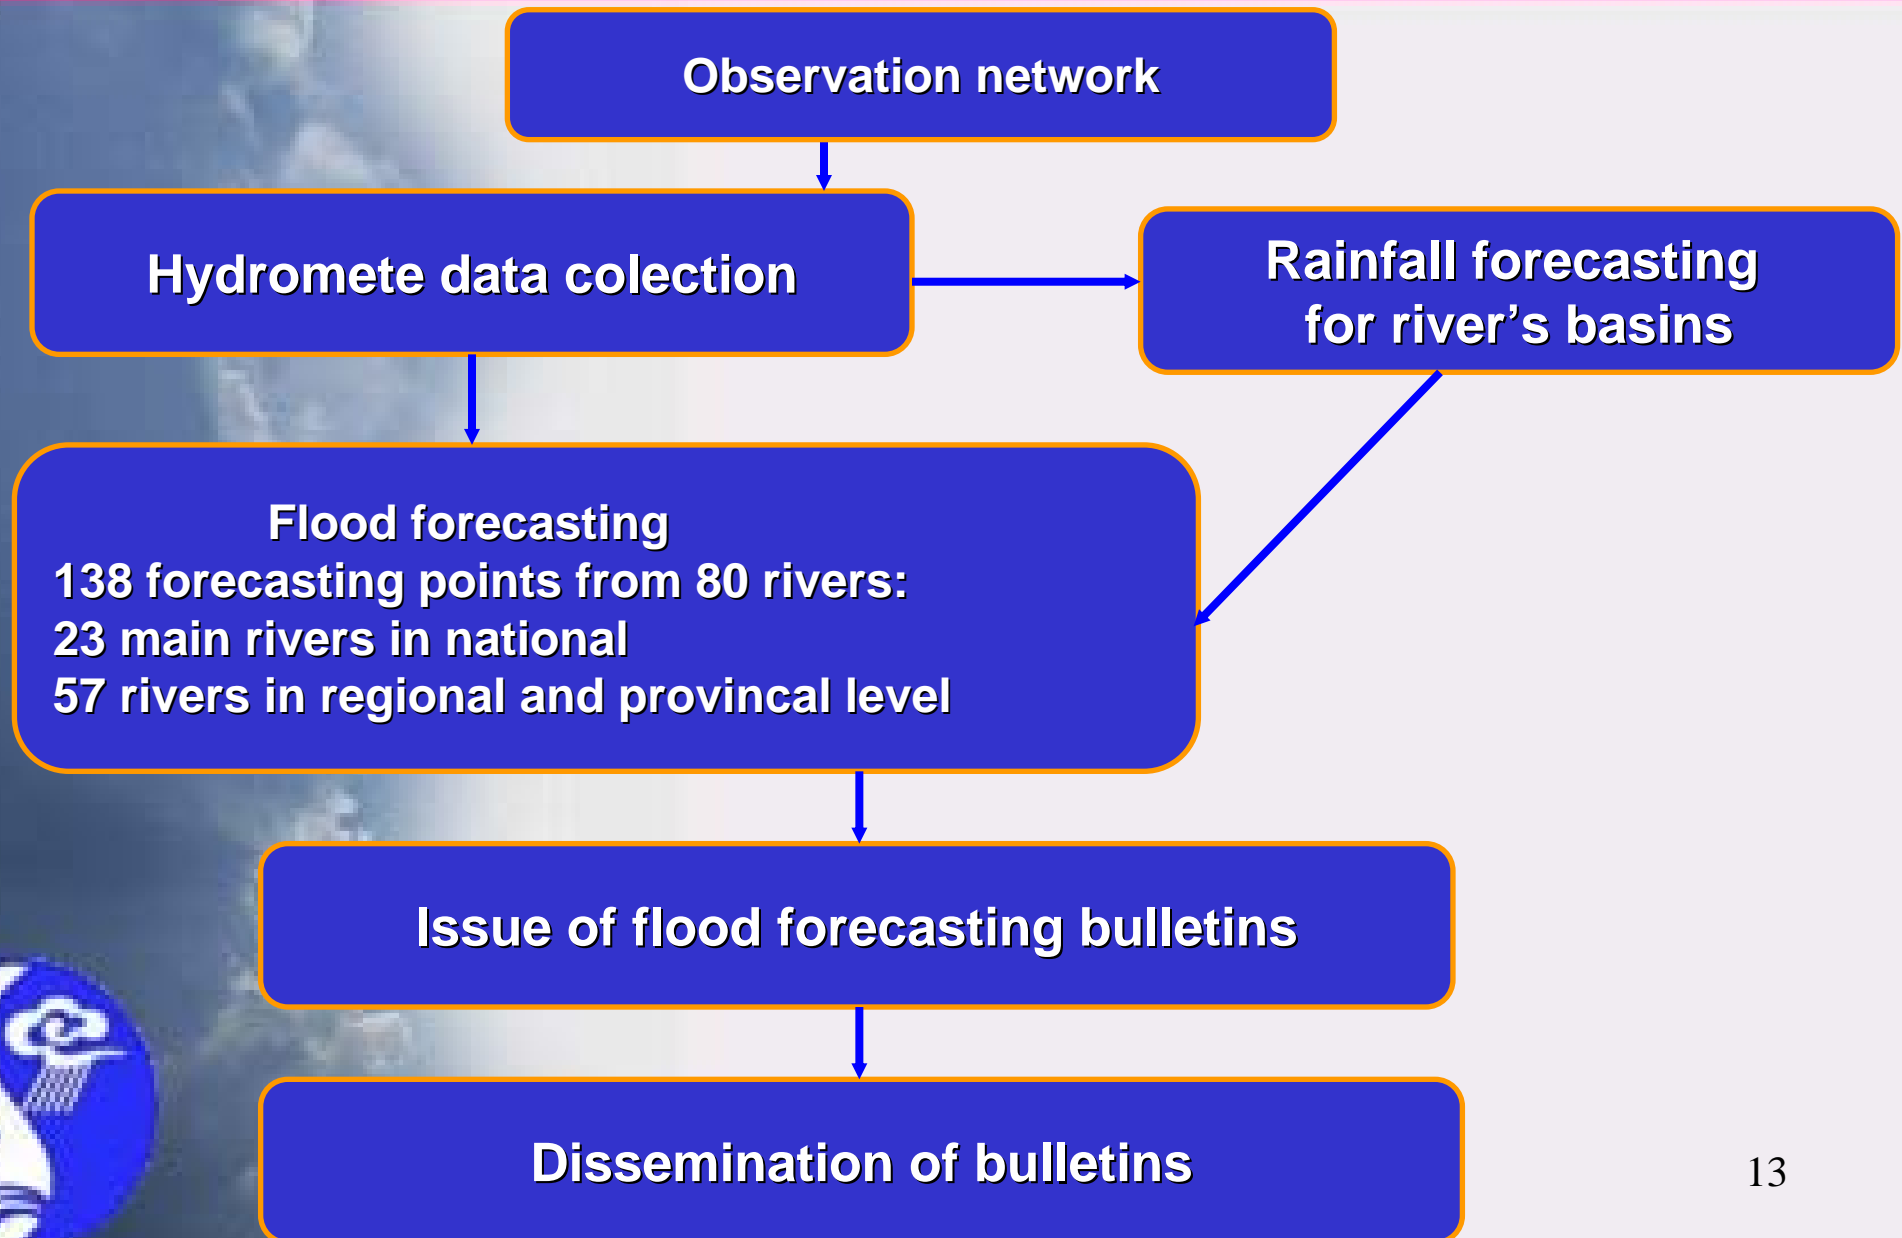 Observation network
Hydromete data colection
Rainfall forecasting
for river’s basins
Flood forecasting
138 forecasting points from 80 rivers:
23 main rivers in national
57 rivers in regional and provincal level
Issue of flood forecasting bulletins
Dissemination of bulletins
13